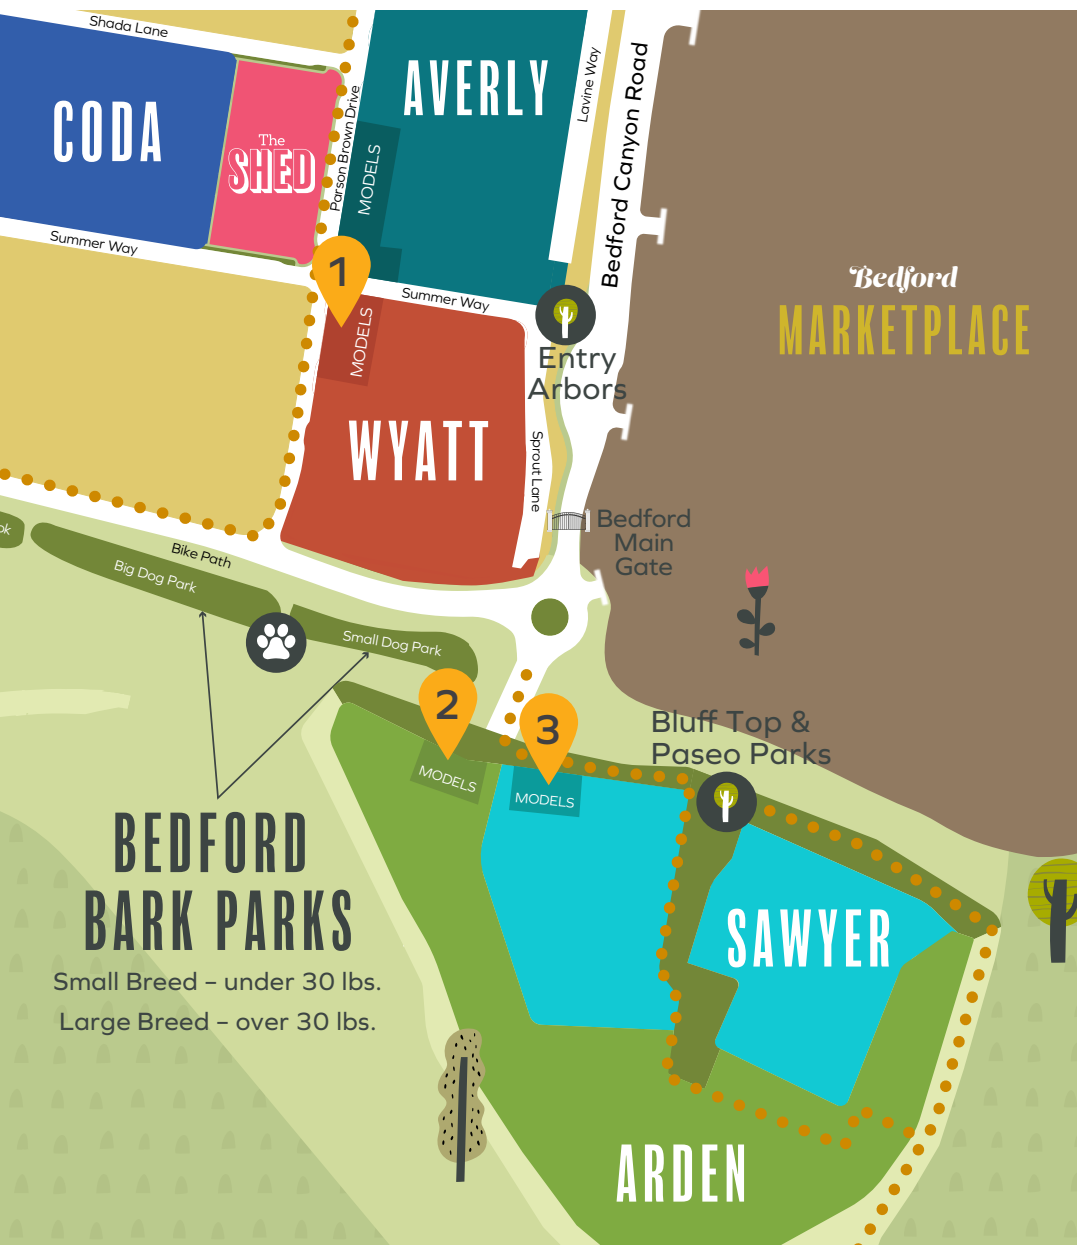 Shada Lane
CODA
The
SHED
Parson Brown Drive
AVERLY
MODELS
Lavine Way
Bedford Canyon Road
Summer Way
1
Summer Way
MODELS
Entry
Arbors
Bedford
MARKETPLACE
WYATT
Sprout Lane
Bedford
Main
Gate
ok
Bike Path
Big Dog Park
Small Dog Park
2
3
MODELS
MODELS
Bluff Top &
Paseo Parks
BEDFORD
BARK PARKS
Small Breed – under 30 lbs.
Large Breed – over 30 lbs.
SAWYER
ARDEN